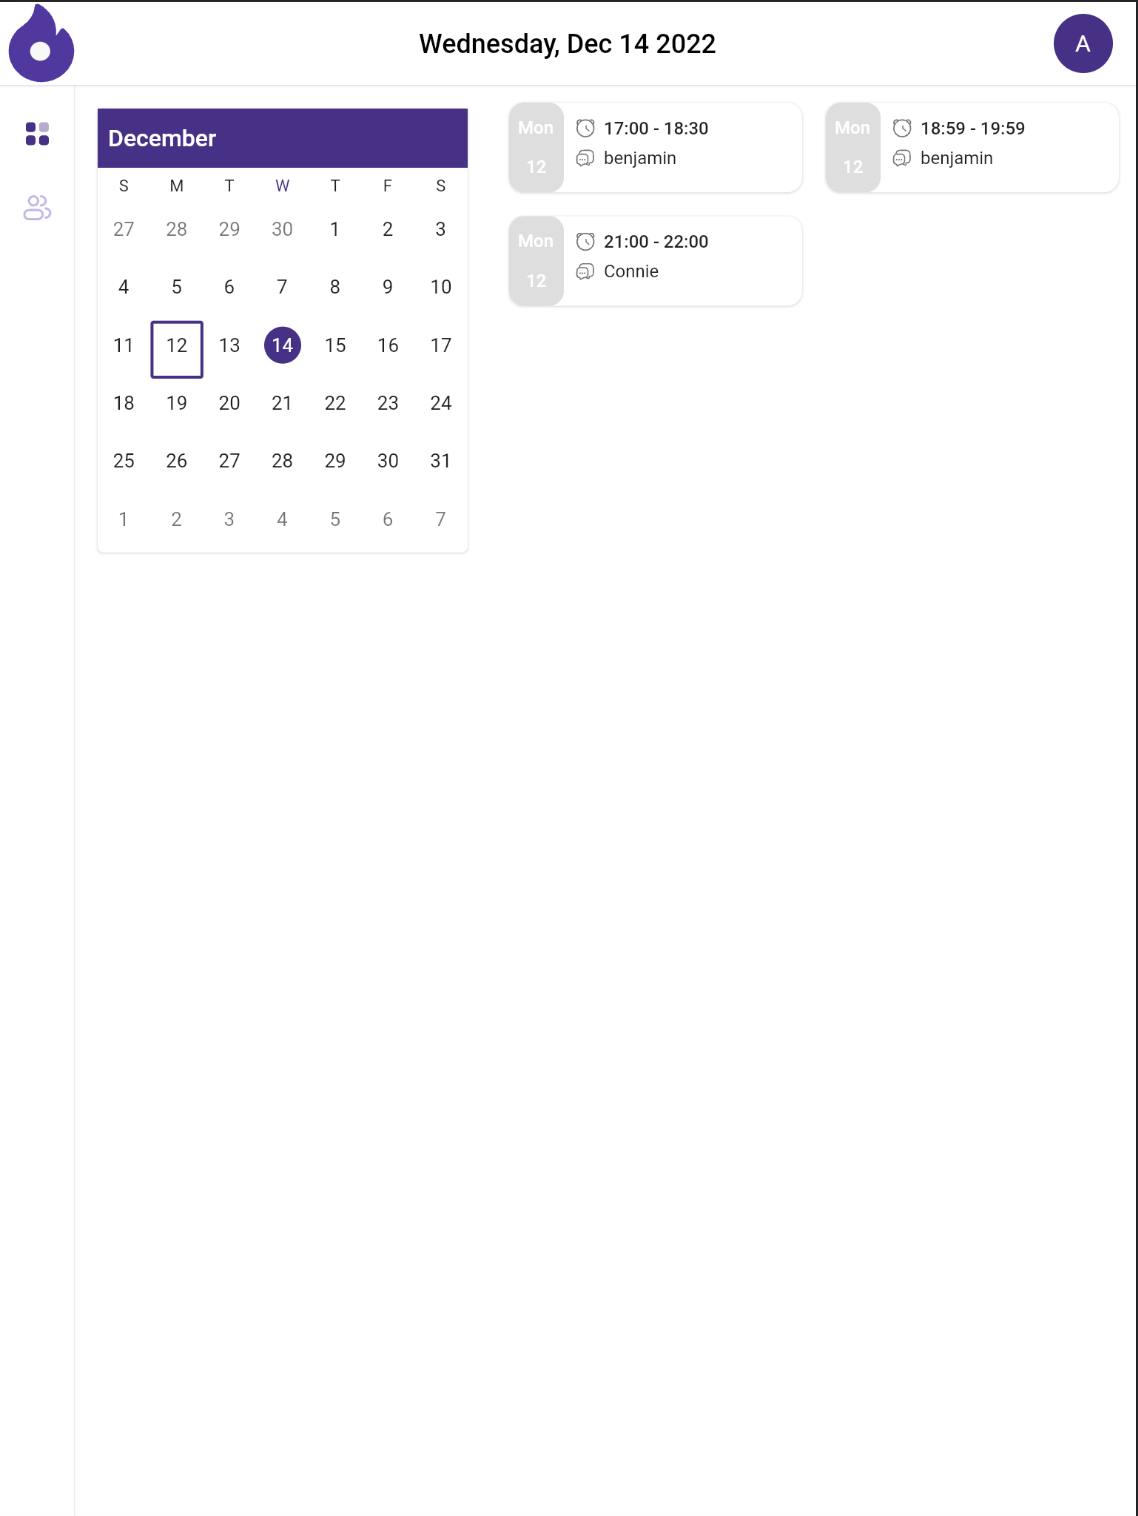 Wednesday, Dec 14 2022
A
December
S M T W T F S
27 28 29 30 1 2 3
4 5 6 7 8 9 10
11 12 13 14 15 16 17
18 19 20 21 22 23 24
25 26 27 28 29 30 31
1 2 3 4 5 6 7
Mon
12
17:00 - 18:30
benjamin
Mon
12
18:59 - 19:59
benjamin
Mon
12
21:00 - 22:00
Connie